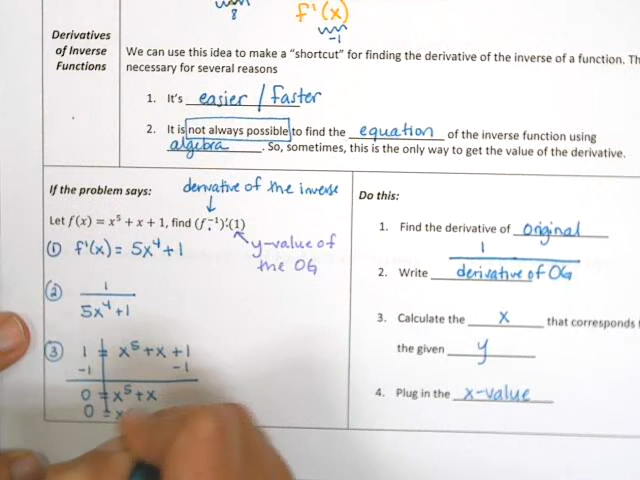 8
f'(x)
-1
Derivatives
of Inverse
Functions
We can use this idea to make a "shortcut" for finding the derivative of the inverse of a function. Th
necessary for several reasons
1. It's easier / faster
2. It is not always possible to find the equation of the inverse function using
algebra. So, sometimes, this is the only way to get the value of the derivative.
If the problem says:
derivative of the inverse
Let f(x) = x⁵ + x + 1, find (f⁻¹)'(1)
① f'(x) = 5x⁴ + 1
y-value of
the OG
② 1
5x⁴ + 1
③ 1 = x⁵ + x + 1
-1 -1
0 = x⁵ + x
0 = x
Do this:
1. Find the derivative of original
1
2. Write derivative of OG
3. Calculate the x that corresponds
the given y
4. Plug in the x-value